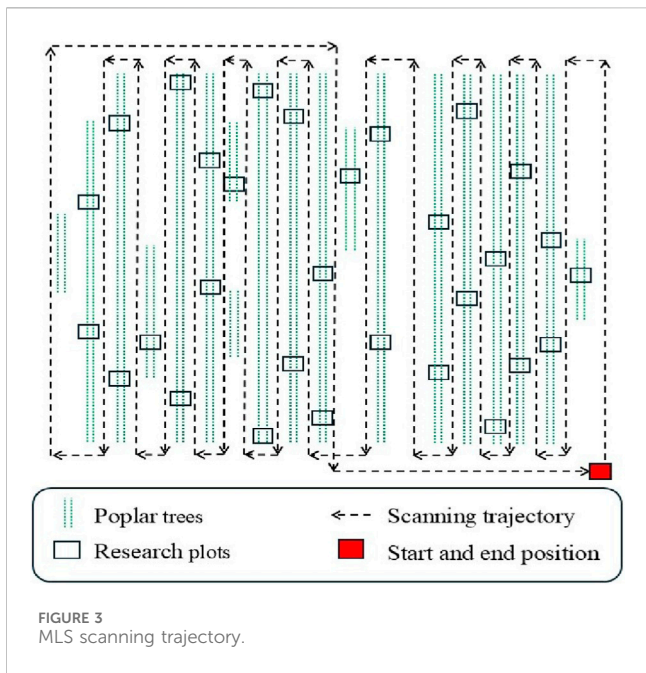 Poplar trees
Scanning trajectory
Research plots
Start and end position
FIGURE 3
MLS scanning trajectory.